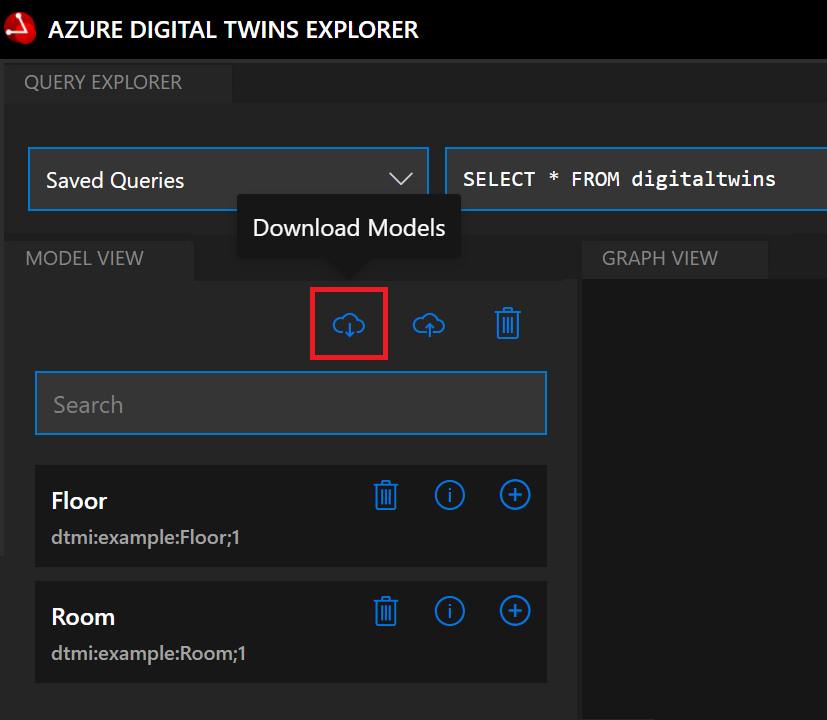 AZURE DIGITAL TWINS EXPLORER
QUERY EXPLORER
Saved Queries
SELECT * FROM digitaltwins
Download Models
MODEL VIEW
GRAPH VIEW
Search
Floor
dtmi:example:Floor;1
Room
dtmi:example:Room;1